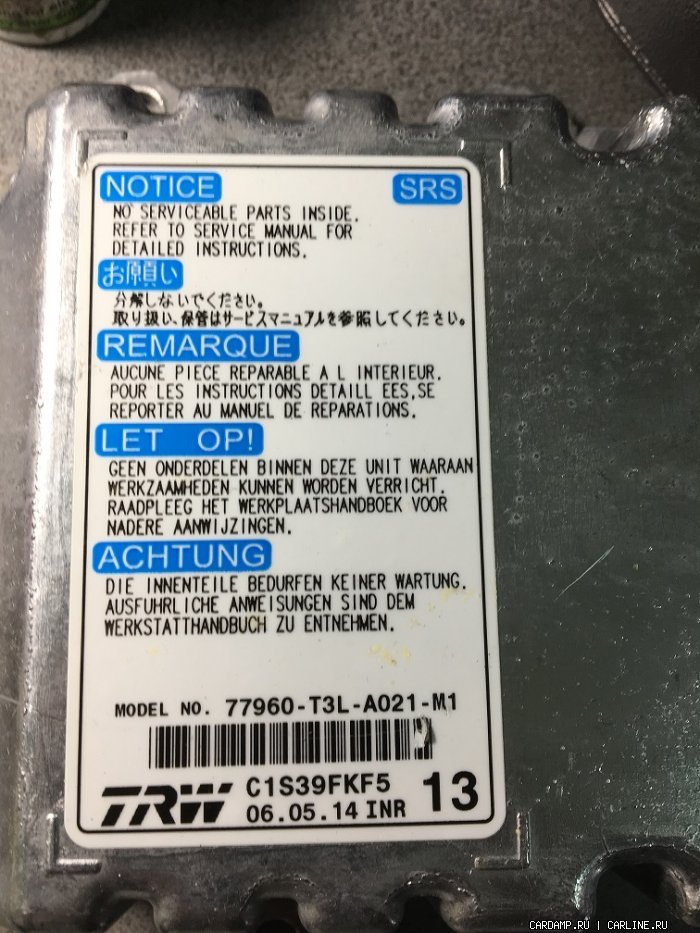 NOTICE SRS
NO SERVICEABLE PARTS INSIDE.
REFER TO SERVICE MANUAL FOR
DETAILED INSTRUCTIONS.
お願い
分解しないでください。
取り扱い、保管はサービスマニュアルを参照してください。
REMARQUE
AUCUNE PIECE REPARABLE A L INTERIEUR.
POUR LES INSTRUCTIONS DETAILL EES,SE
REPORTER AU MANUEL DE REPARATIONS.
LET OP!
GEEN ONDERDELEN BINNEN DEZE UNIT WAARAAN
WERKZAAMHEDEN KUNNEN WORDEN VERRICHT.
RAADPLEEG HET WERKPLAATSHANDBOEK VOOR
NADERE AANWIJZINGEN.
ACHTUNG
DIE INNENTEILE BEDURFEN KEINER WARTUNG.
AUSFUHRLICHE ANWEISUNGEN SIND DEM
WERKSTATTHANDBUCH ZU ENTNEHMEN.
MODEL NO. 77960-T3L-A021-M1
TRW C1S39FKF5 13
06.05.14 INR
CARDAMP.RU | CARLINE.RU